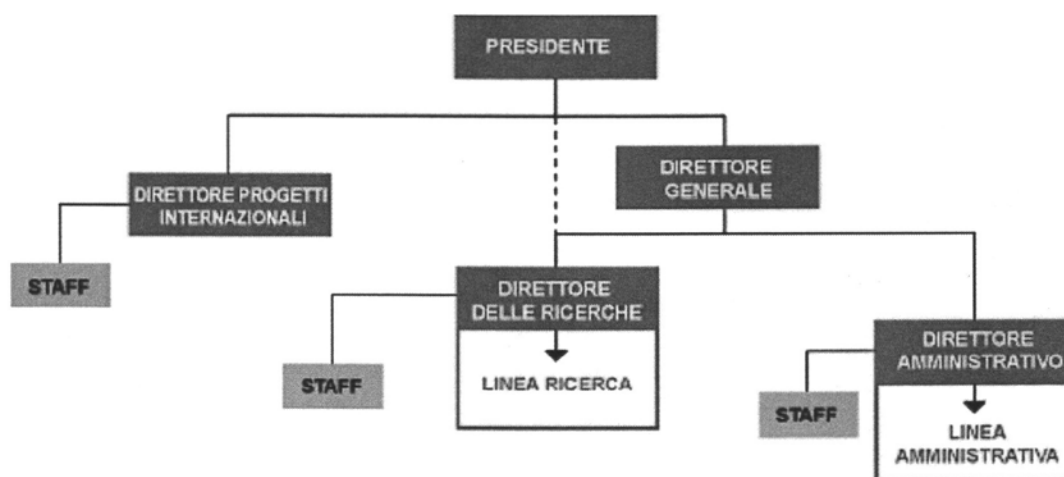 PRESIDENTE
DIRETTORE
GENERALE
DIRETTORE PROGETTI
INTERNAZIONALI
STAFF
DIRETTORE
DELLE RICERCHE
LINEA RICERCA
STAFF
DIRETTORE
AMMINISTRATIVO
LINEA
AMMINISTRATIVA
STAFF